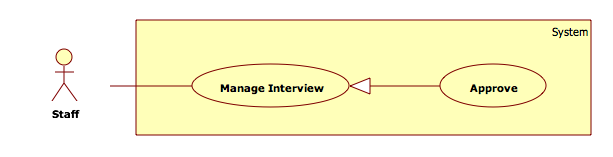 System
Manage Interview
Approve
Staff